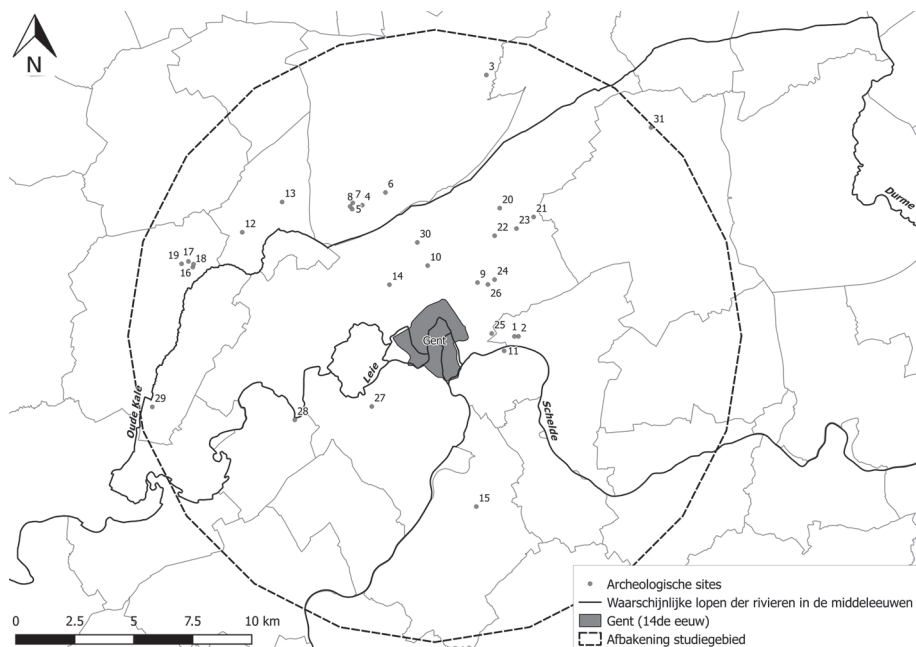 N
3
31
6
7
8
4
5
13
12
17
19
18
16
20
21
23
22
30
10
14
9
24
26
25
1
2
11
Gent
Leie
Durme
Oude Kale
29
28
27
Schelde
15
0 2.5 5 7.5 10 km
Archeologische sites
Waarschijnlijke lopen der rivieren in de middeleeuwen
Gent (14de eeuw)
Afbakening studiegebied